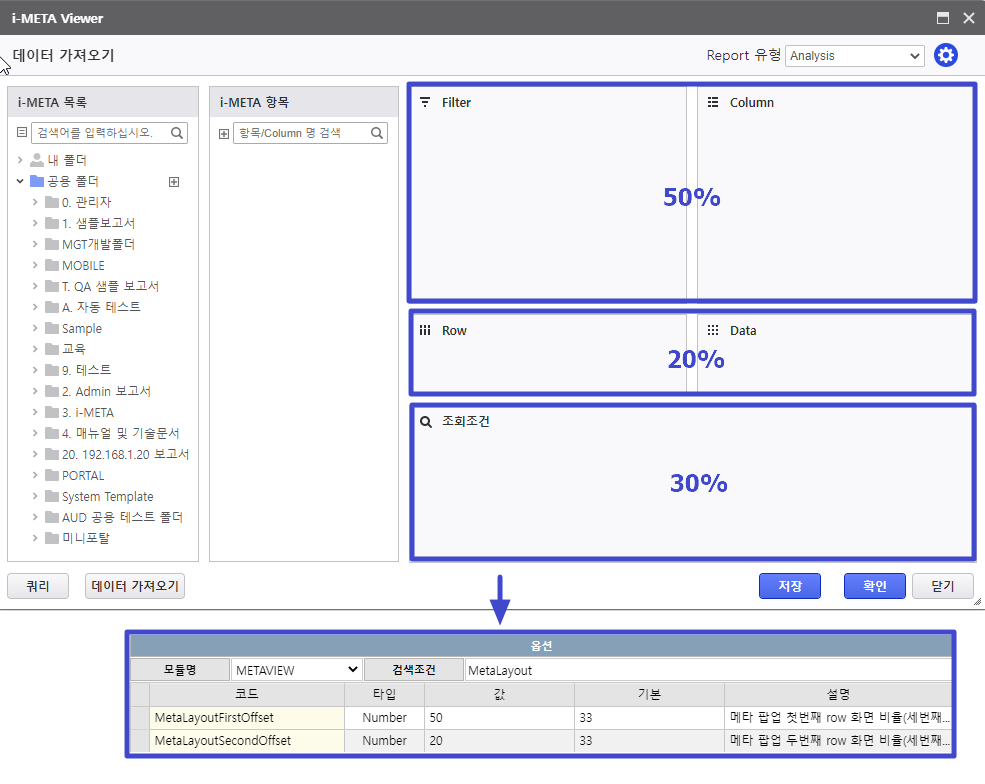 i-META Viewer
데이터 가져오기
Report 유형 Analysis
i-META 목록
검색어를 입력하십시오.
내 폴더
공용 폴더
0. 관리자
1. 샘플보고서
MGT개발폴더
MOBILE
T. QA 샘플 보고서
A. 자동 테스트
Sample
교육
9. 테스트
2. Admin 보고서
3. i-META
4. 매뉴얼 및 기술문서
20. 192.168.1.20 보고서
PORTAL
System Template
AUD 공용 테스트 폴더
미니포탈
i-META 항목
항목/Column 명 검색
Filter
Column
50%
Row
Data
20%
조회조건
30%
쿼리 데이터 가져오기 저장 확인 닫기
옵션
모듈명 METAVIEW 검색조건 MetaLayout
코드 타입 값 기본 설명
MetaLayoutFirstOffset Number 50 33 메타 팝업 첫번째 row 화면 비율(세번째...
MetaLayoutSecondOffset Number 20 33 메타 팝업 두번째 row 화면 비율(세번째...